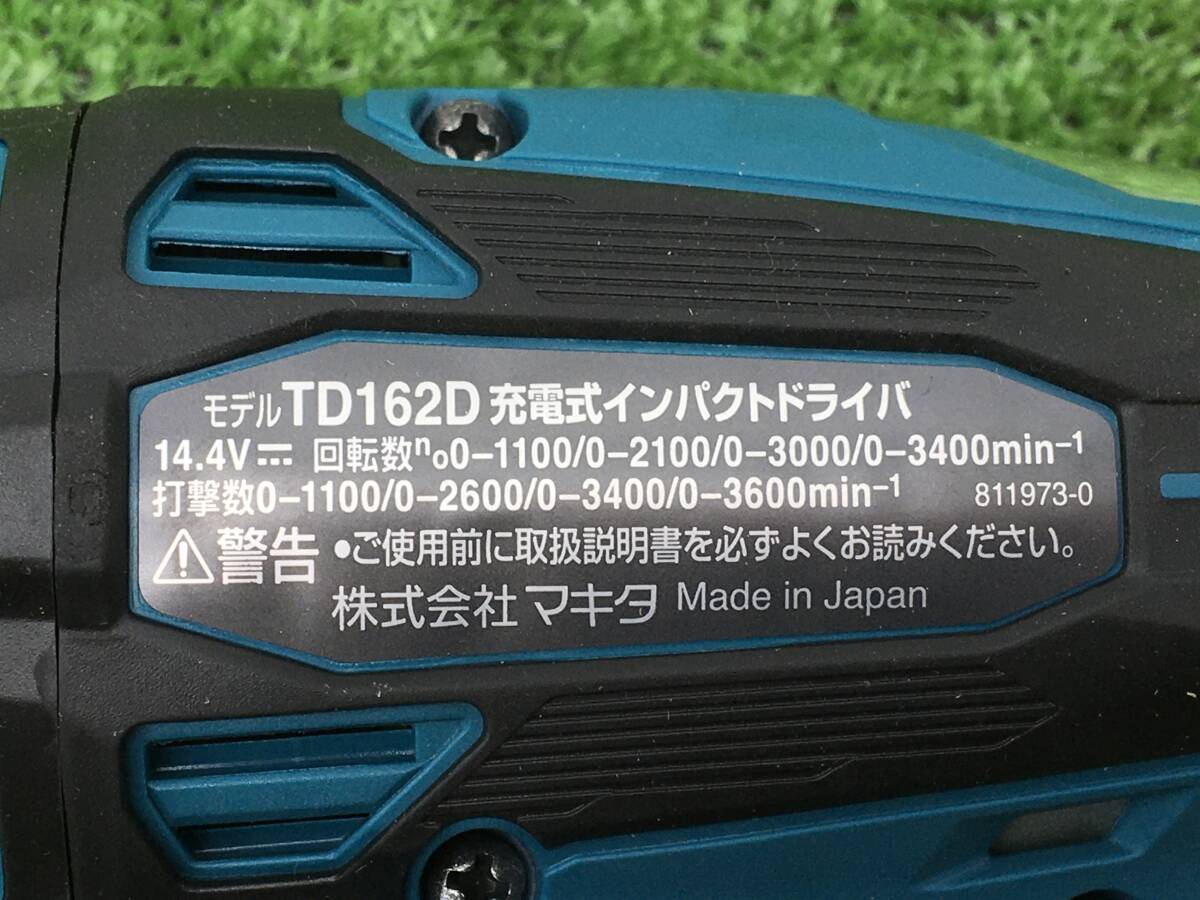 モデルTD162D 充電式インパクトドライバ
14.4V⎓ 回転数n₀0-1100/0-2100/0-3000/0-3400min⁻¹
打撃数0-1100/0-2600/0-3400/0-3600min⁻¹ 811973-0
⚠警告 ●ご使用前に取扱説明書を必ずよくお読みください。
株式会社マキタ Made in Japan